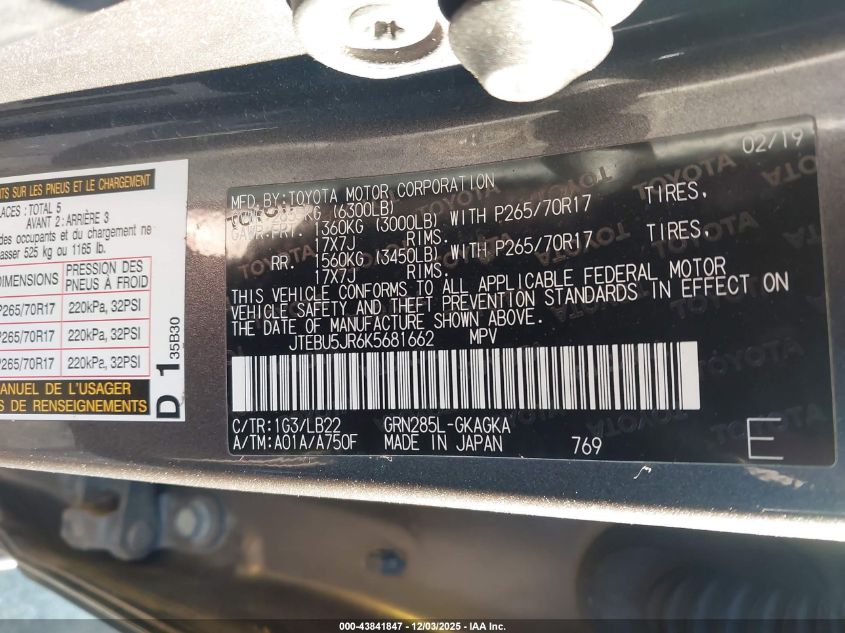 NTS SUR LES PNEUS ET LE CHARGEMENT
LACES: TOTAL 5
AVANT 2: ARRIÈRE 3
des occupants et du chargement ne
asser 525 kg ou 1165 lb.
DIMENSIONS PRESSION DES PNEUS À FROID
P265/70R17 220kPa, 32PSI
P265/70R17 220kPa, 32PSI
P265/70R17 220kPa, 32PSI
MANUEL DE L'USAGER
S DE RENSEIGNEMENTS
D 1 35B30
02/19
MFD.BY:TOYOTA MOTOR CORPORATION
KG (6300LB)
GAWR:FRT. 1360KG (3000LB) WITH P265/70R17 TIRES,
17X7J RIMS.
RR. 1560KG (3450LB) WITH P265/70R17 TIRES,
17X7J RIMS.
THIS VEHICLE CONFORMS TO ALL APPLICABLE FEDERAL MOTOR
VEHICLE SAFETY AND THEFT PREVENTION STANDARDS IN EFFECT ON
THE DATE OF MANUFACTURE SHOWN ABOVE.
JTEBU5JR6K5681662 MPV
C/TR:1G3/LB22 GRN285L-GKAGKA
A/TM:A01A/A750F MADE IN JAPAN 769 E
000-43841847 - 12/03/2025 - IAA Inc.